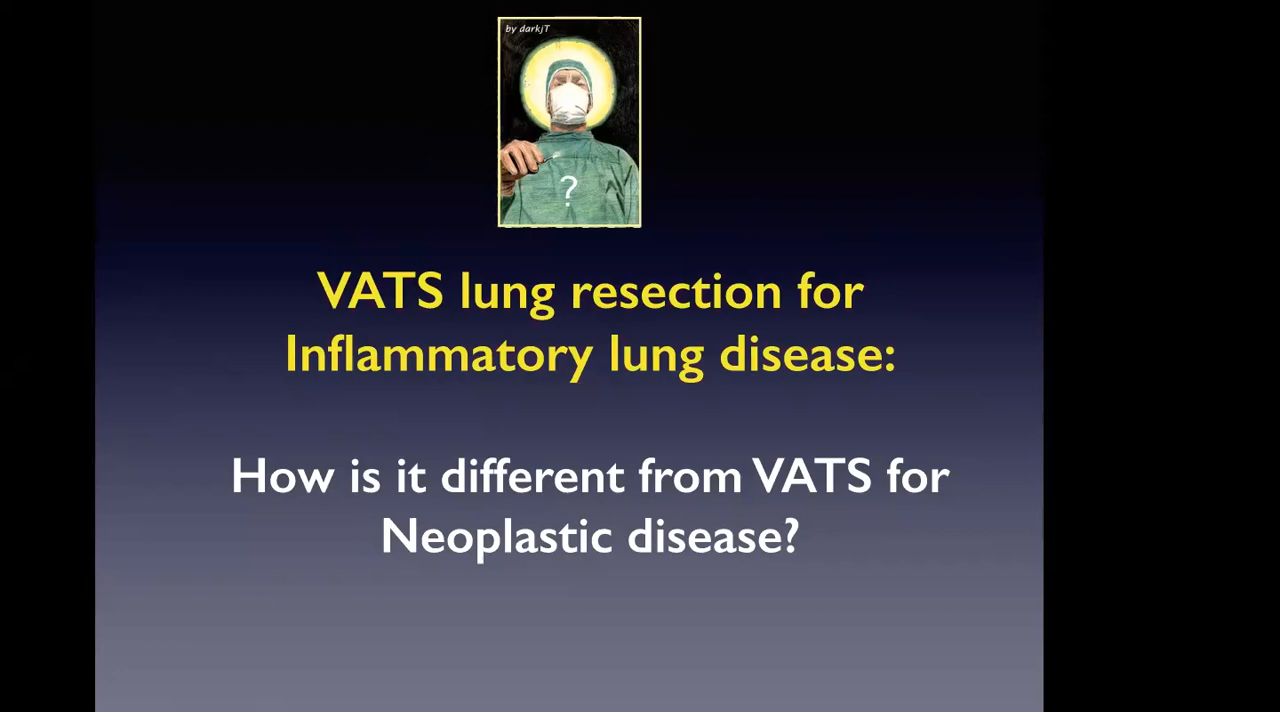 by darkjT
?
VATS lung resection for
Inflammatory lung disease:
How is it different from VATS for
Neoplastic disease?